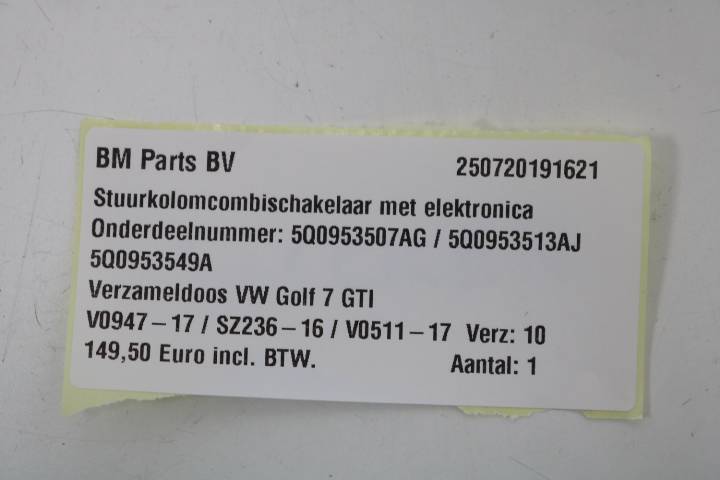 BM Parts BV 250720191621
Stuurkolomcombischakelaar met elektronica
Onderdeelnummer: 5Q0953507AG / 5Q0953513AJ
5Q0953549A
Verzameldoos VW Golf 7 GTI
V0947-17 / SZ236-16 / V0511-17 Verz: 10
149,50 Euro incl. BTW. Aantal: 1